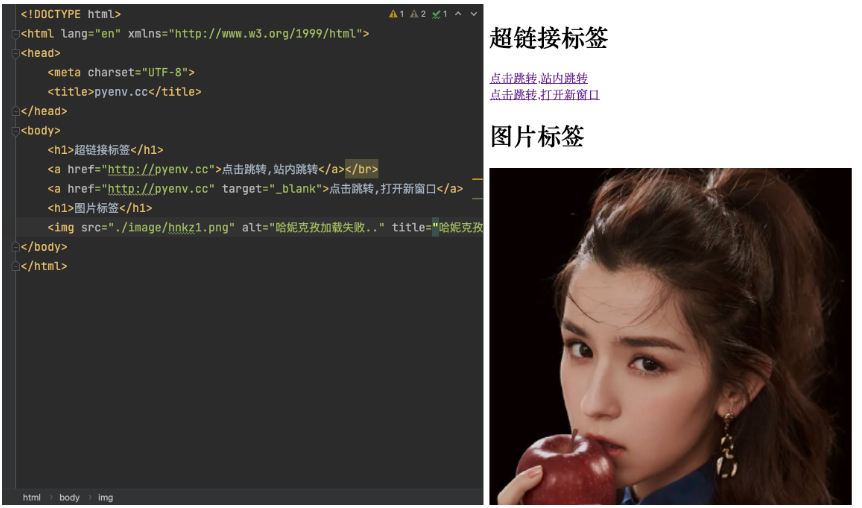 <!DOCTYPE html>
1 2 1
<html lang="en" xmlns="http://www.w3.org/1999/html">
<head>
<meta charset="UTF-8">
<title>pyenv.cc</title>
</head>
<body>
<h1>超链接标签</h1>
<a href="http://pyenv.cc">点击跳转,站内跳转</a></br>
<a href="http://pyenv.cc" target="_blank">点击跳转,打开新窗口</a>
<h1>图片标签</h1>
<img src="./image/hnkz1.png" alt="哈妮克孜加载失败.." title="哈妮克孜
</body>
</html>
html › body › img
超链接标签
点击跳转,站内跳转
点击跳转,打开新窗口
图片标签